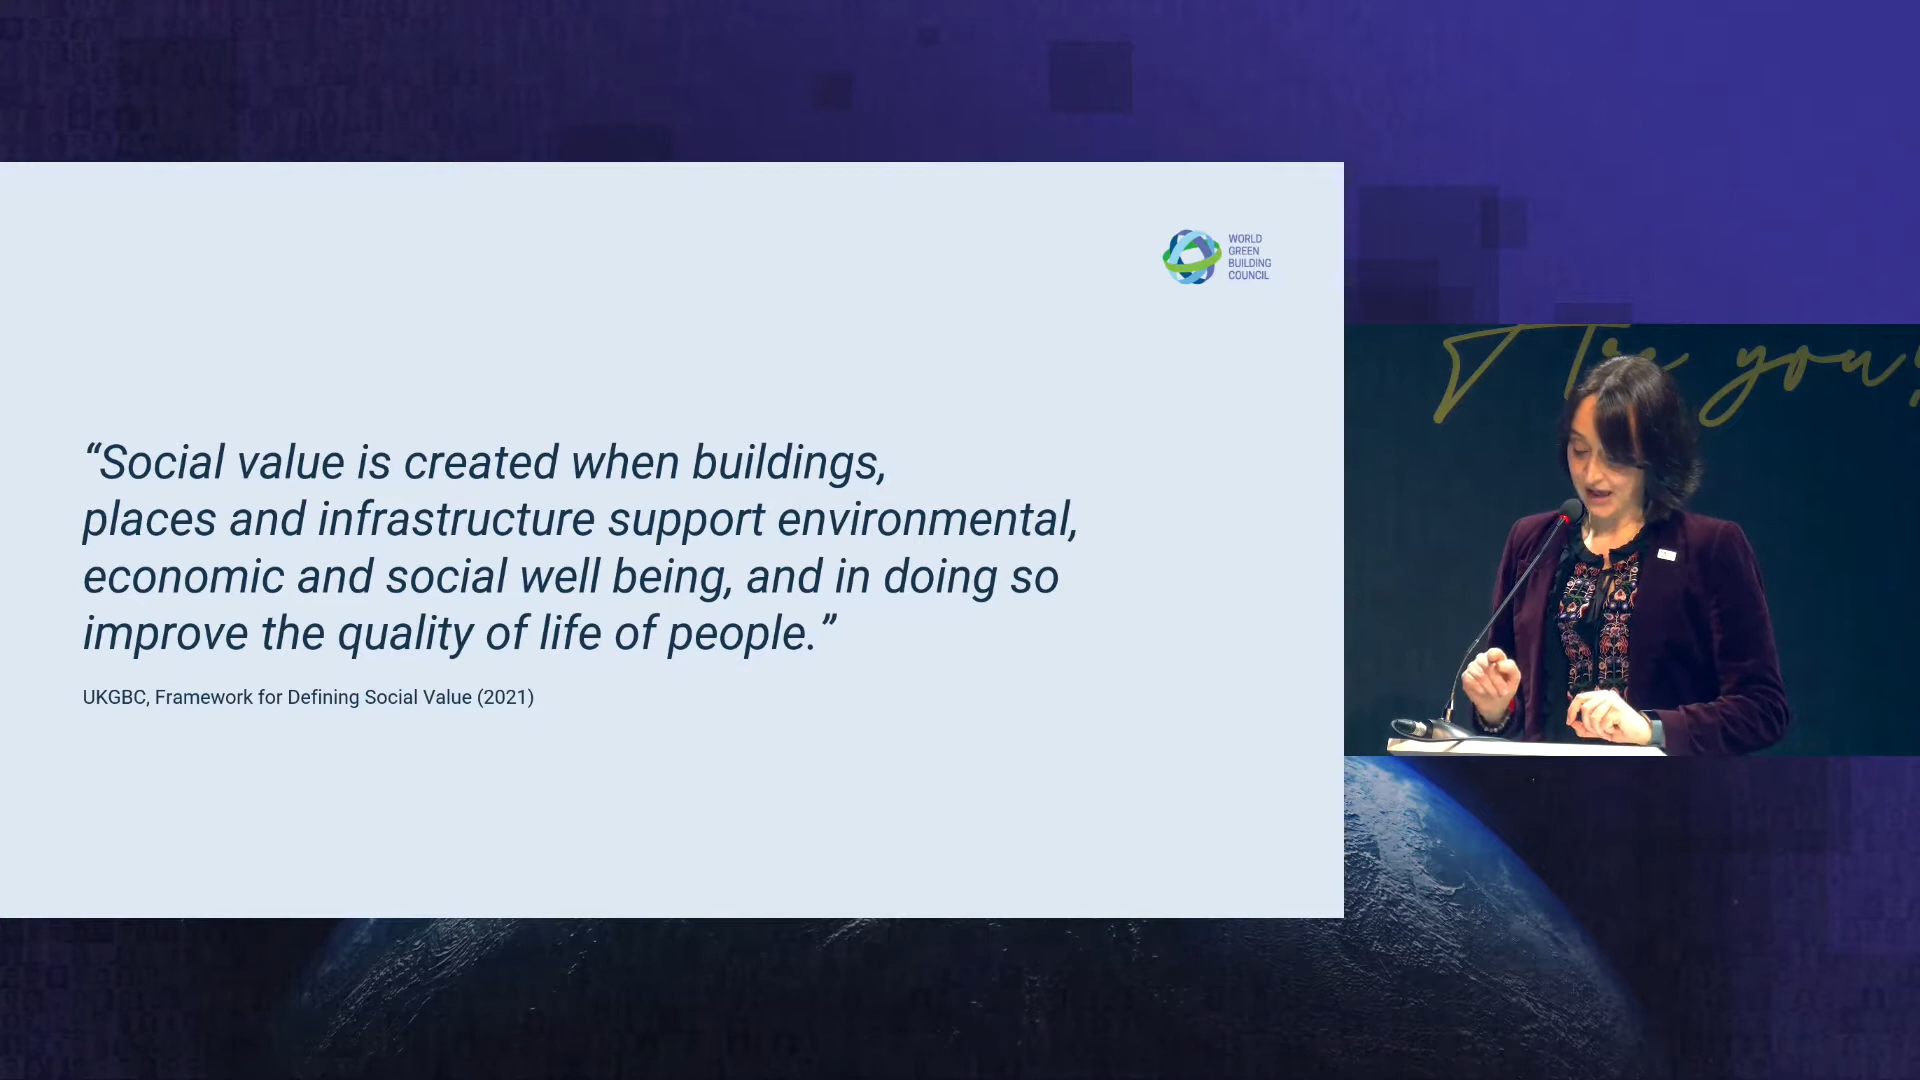 WORLD
GREEN
BUILDING
COUNCIL
“Social value is created when buildings,
places and infrastructure support environmental,
economic and social well being, and in doing so
improve the quality of life of people.”
UKGBC, Framework for Defining Social Value (2021)
you